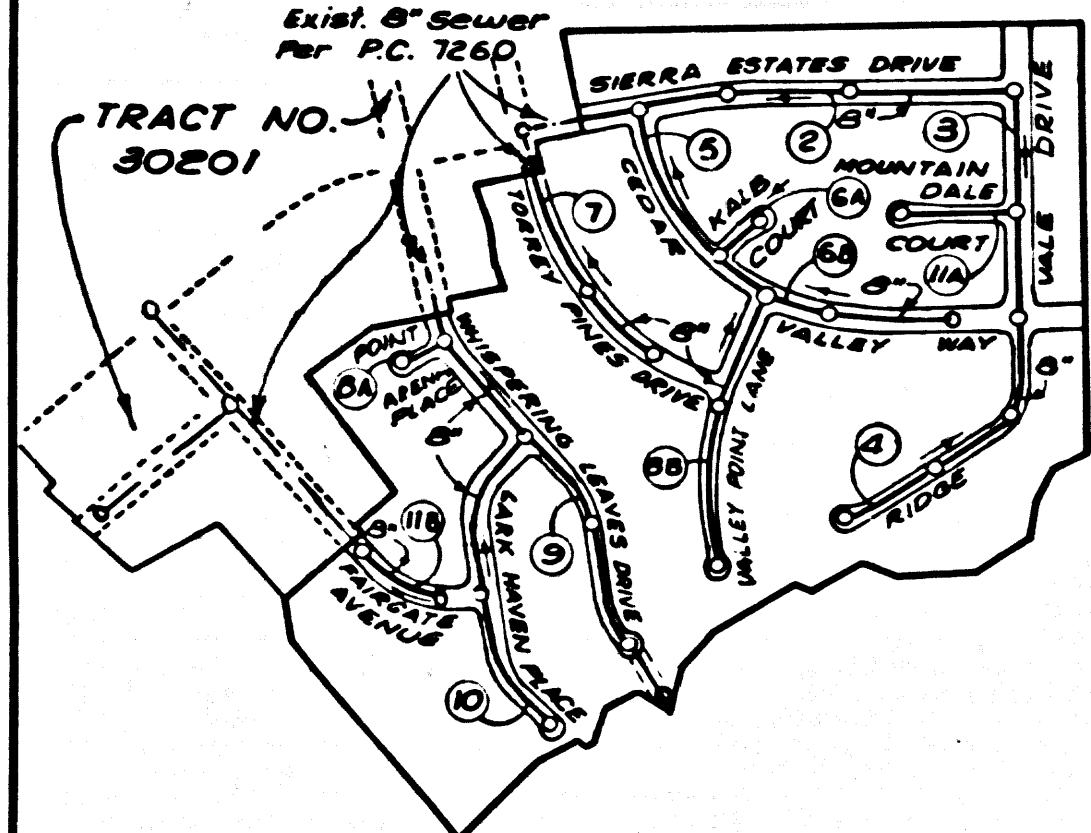 Exist. 8" Sewer
Per P.C. 7260
TRACT NO.
30201
SIERRA ESTATES DRIVE
8"
2
3
5
VALE DRIVE
MOUNTAIN
DALE
COURT
11A
CEDAR
VALLEY WAY
KALB
COURT
6A
6B
8"
7
TORREY PINES DRIVE
8"
VALLEY POINT LANE
8B
8"
4
RIDGE
POINT
PLACE
8A
WHISPERING LEAVES DRIVE
8"
9
LARK HAVEN PLACE
10
8"
11B
FAIRGATE
AVENUE